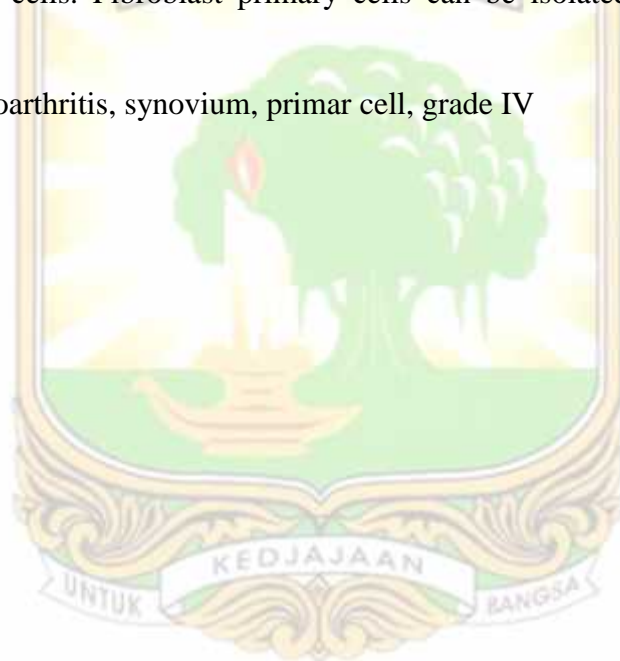 cells. Fibroblast primary cells can be isolated
oarthritis, synovium, primar cell, grade IV
UNTUK KEDJAJAAN BANGSA